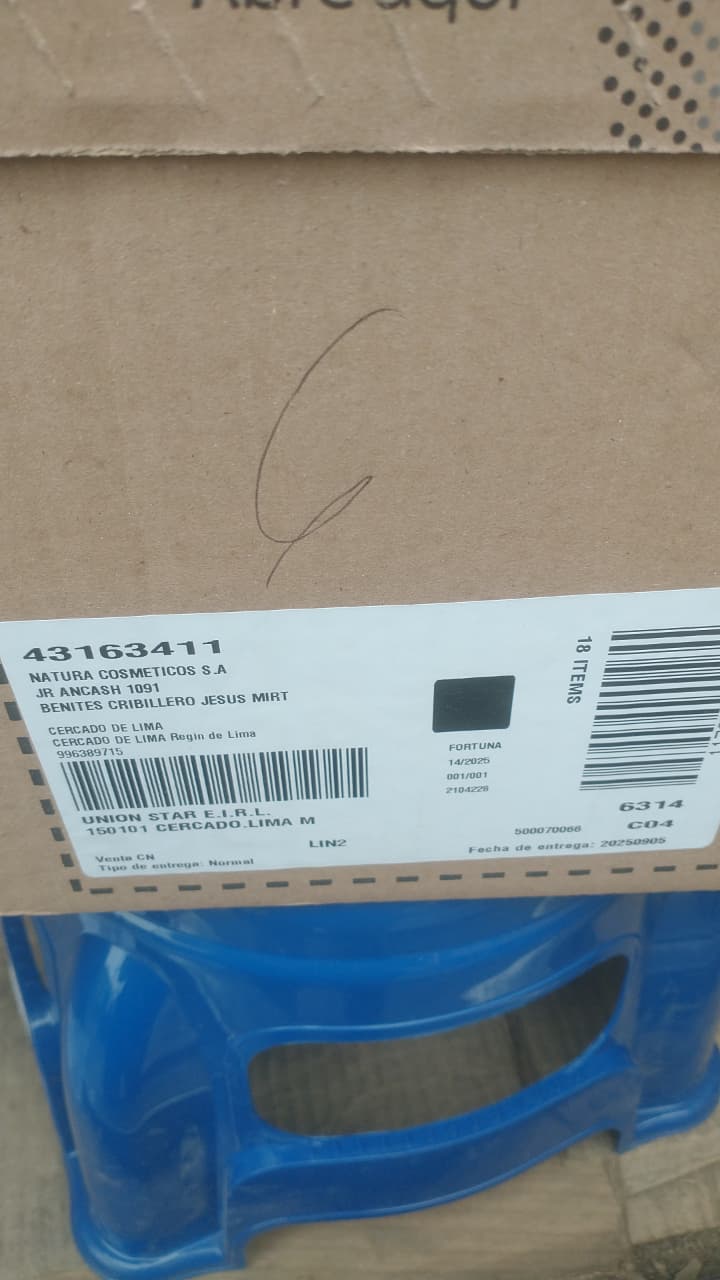 Abre aquí
43163411
NATURA COSMETICOS S.A
JR ANCASH 1091
BENITES CRIBILLERO JESUS MIRT
CERCADO DE LIMA
CERCADO DE LIMA Regin de Lima
996389715
UNION STAR E.I.R.L.
150101 CERCADO.LIMA M
LIN2
Venta CN
Tipo de entrega: Normal
FORTUNA
14/2025
001/001
2104228
18 ITEMS
6314
C04
500070066
Fecha de entrega: 20250905